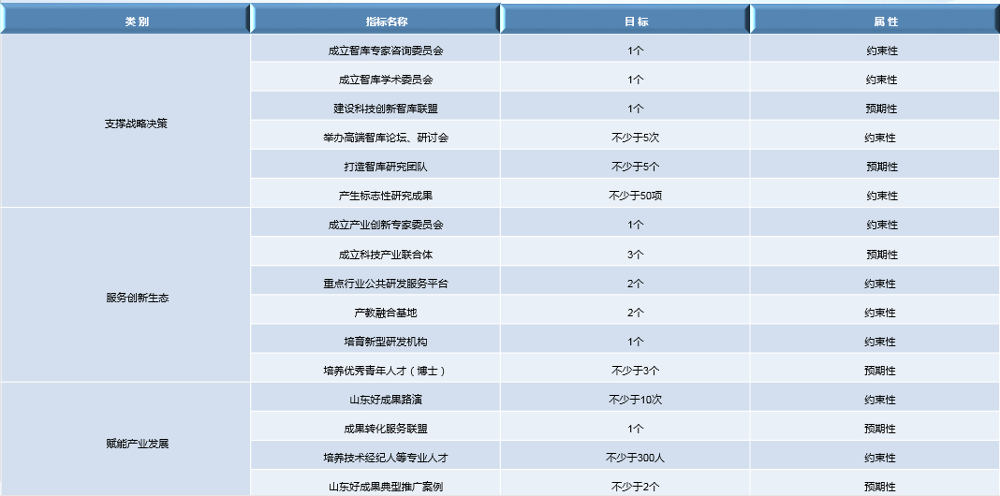 类 别 指标名称 目 标 属 性
支撑战略决策
成立智库专家咨询委员会 1个 约束性
成立智库学术委员会 1个 约束性
建设科技创新智库联盟 1个 预期性
举办高端智库论坛、研讨会 不少于5次 约束性
打造智库研究团队 不少于5个 预期性
产生标志性研究成果 不少于50项 约束性
服务创新生态
成立产业创新专家委员会 1个 约束性
成立科技产业联合体 3个 预期性
重点行业公共研发服务平台 2个 约束性
产教融合基地 2个 约束性
培育新型研发机构 1个 约束性
培养优秀青年人才（博士） 不少于3个 预期性
赋能产业发展
山东好成果路演 不少于10次 约束性
成果转化服务联盟 1个 预期性
培养技术经纪人等专业人才 不少于300人 约束性
山东好成果典型推广案例 不少于2个 预期性